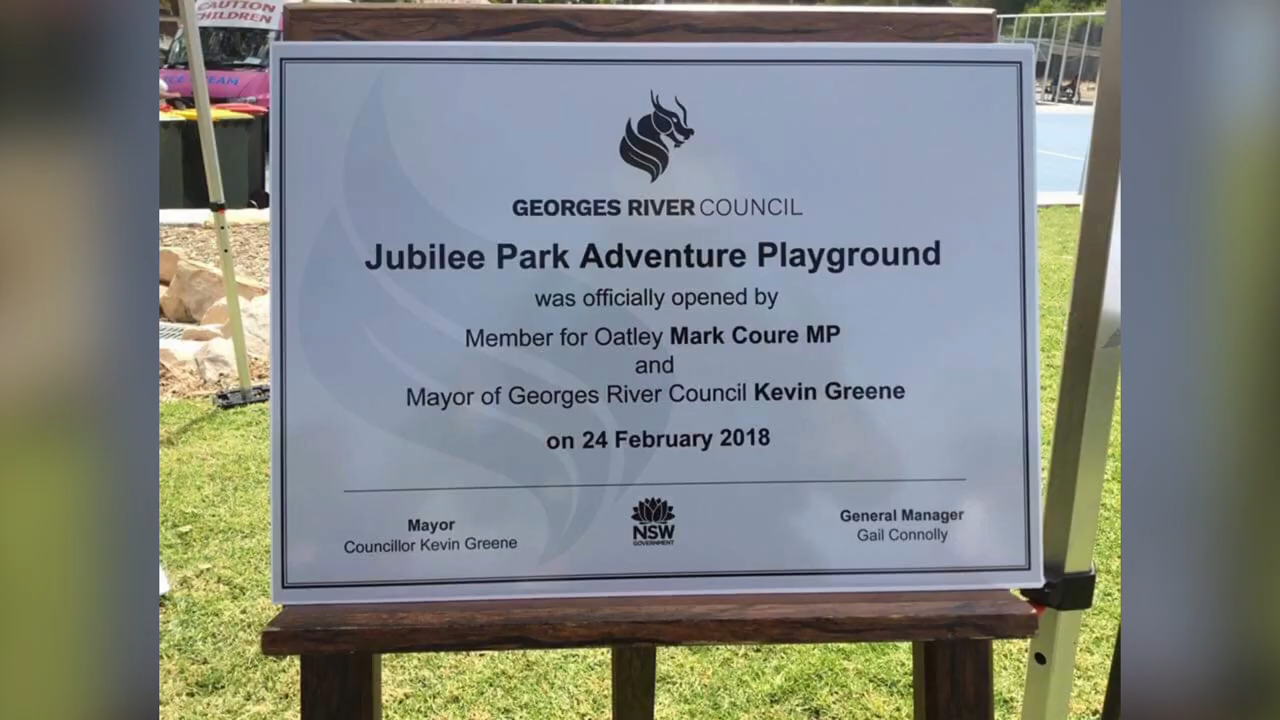 CAUTION
CHILDREN
ICE CREAM
GEORGES RIVER COUNCIL
Jubilee Park Adventure Playground
was officially opened by
Member for Oatley Mark Coure MP
and
Mayor of Georges River Council Kevin Greene
on 24 February 2018
Mayor
Councillor Kevin Greene
NSW
GOVERNMENT
General Manager
Gail Connolly